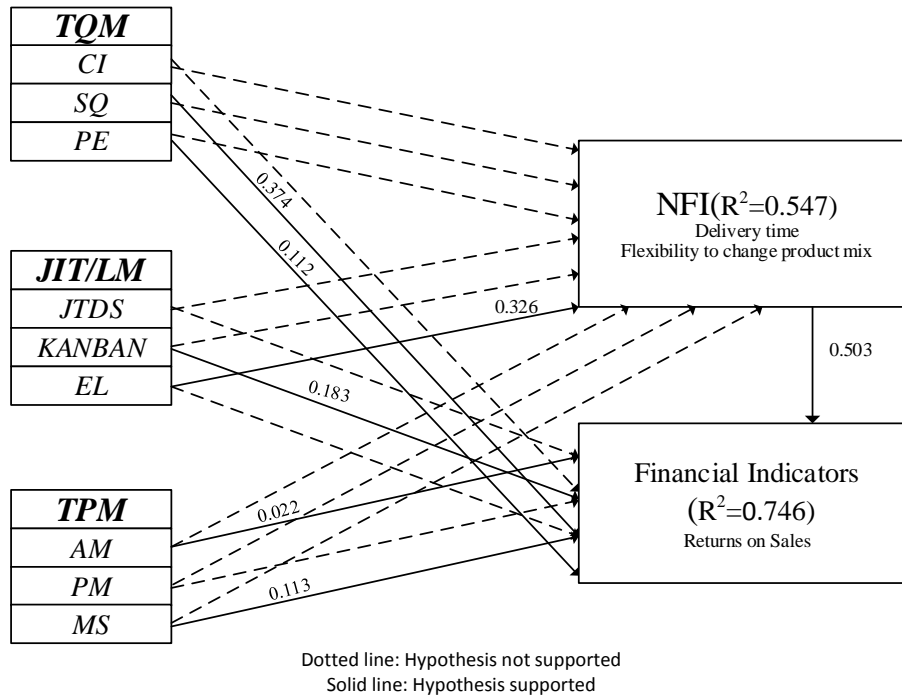 TQM
CI
SQ
PE
JIT/LM
JTDS
KANBAN
EL
TPM
AM
PM
MS
0.374
0.112
0.326
0.183
0.022
0.113
NFI(R²=0.547)
Delivery time
Flexibility to change product mix
0.503
Financial Indicators
(R²=0.746)
Returns on Sales
Dotted line: Hypothesis not supported
Solid line: Hypothesis supported